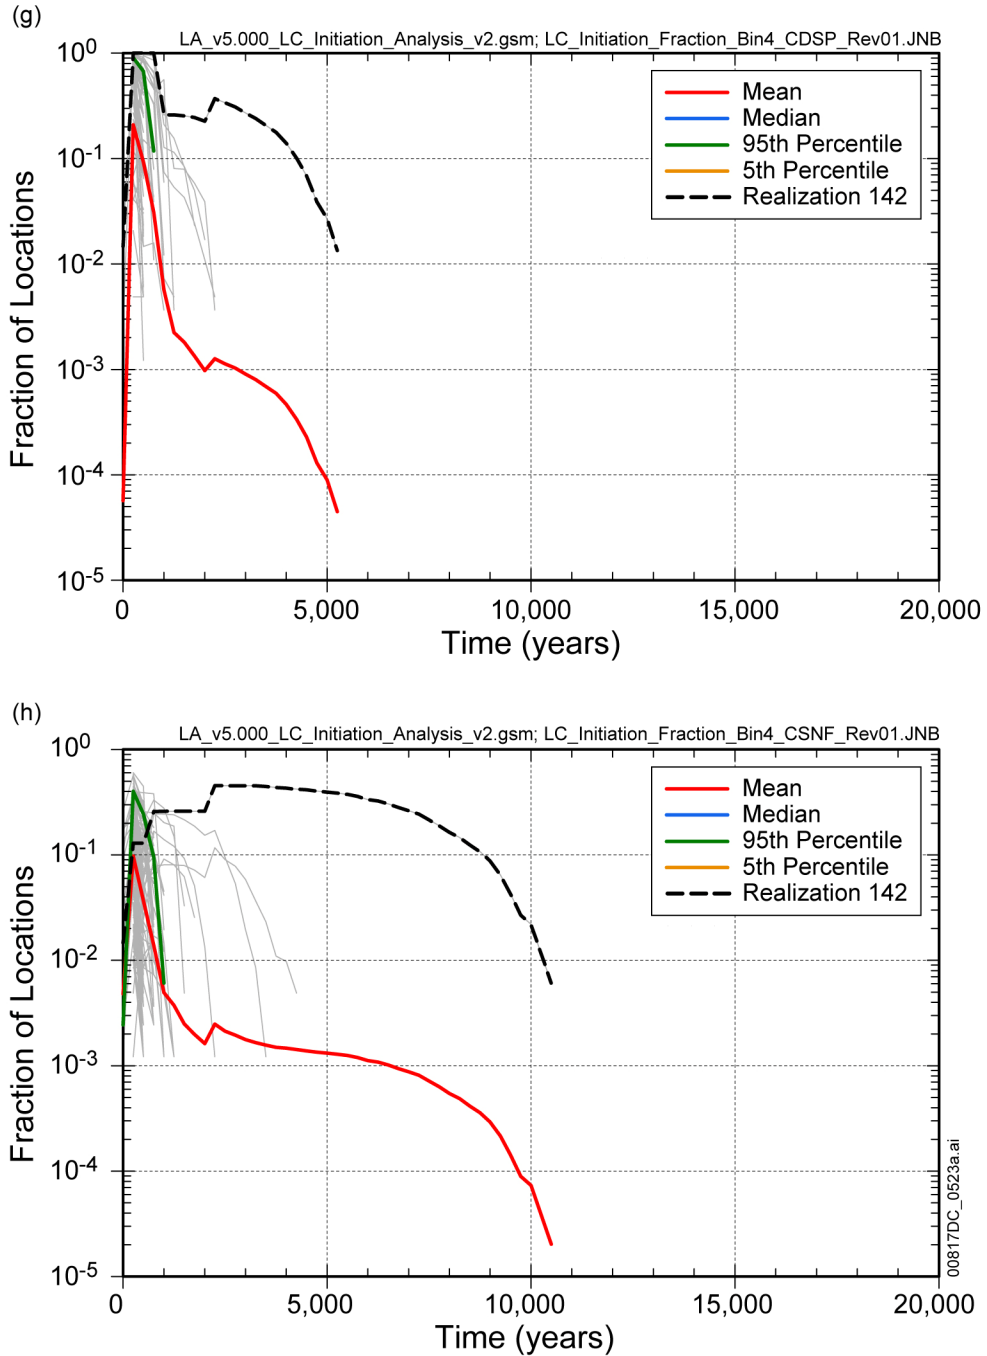 (g)
LA_v5.000_LC_Initiation_Analysis_v2.gsm; LC_Initiation_Fraction_Bin4_CDSP_Rev01.JNB
Mean
Median
95th Percentile
5th Percentile
Realization 142
Fraction of Locations
10⁰
10⁻¹
10⁻²
10⁻³
10⁻⁴
10⁻⁵
0 5,000 10,000 15,000 20,000
Time (years)
(h)
LA_v5.000_LC_Initiation_Analysis_v2.gsm; LC_Initiation_Fraction_Bin4_CSNF_Rev01.JNB
Mean
Median
95th Percentile
5th Percentile
Realization 142
Fraction of Locations
10⁰
10⁻¹
10⁻²
10⁻³
10⁻⁴
10⁻⁵
0 5,000 10,000 15,000 20,000
Time (years)
00817DC_0523a.ai